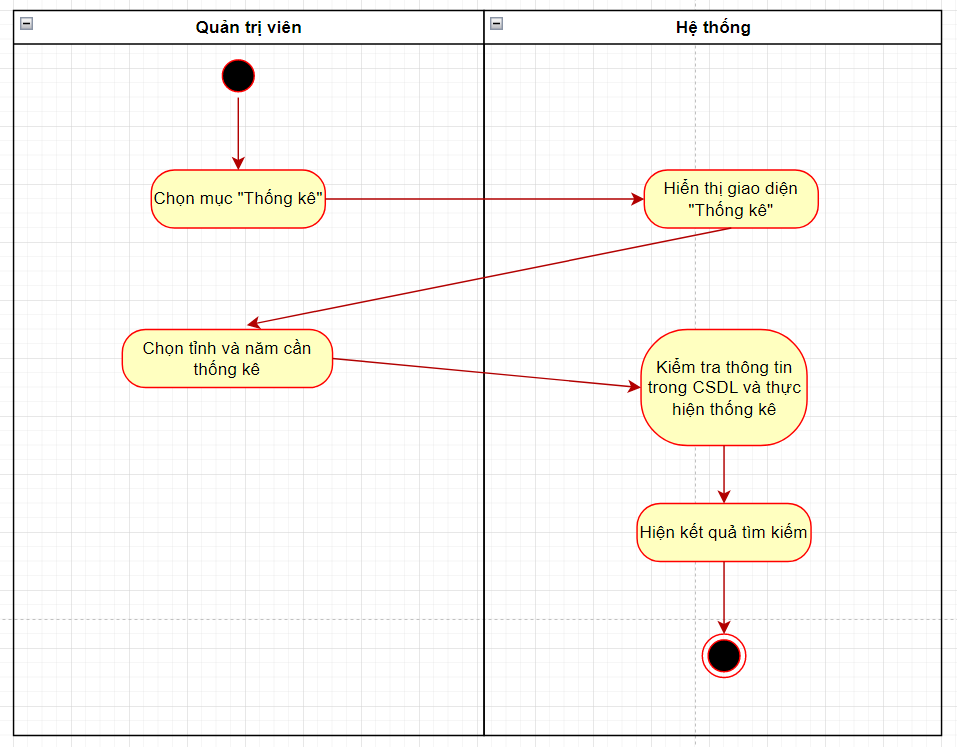 Quản trị viên
Hệ thống
Chọn mục "Thống kê"
Hiển thị giao diện
"Thống kê"
Chọn tỉnh và năm cần
thống kê
Kiểm tra thông tin
trong CSDL và thực
hiện thống kê
Hiện kết quả tìm kiếm